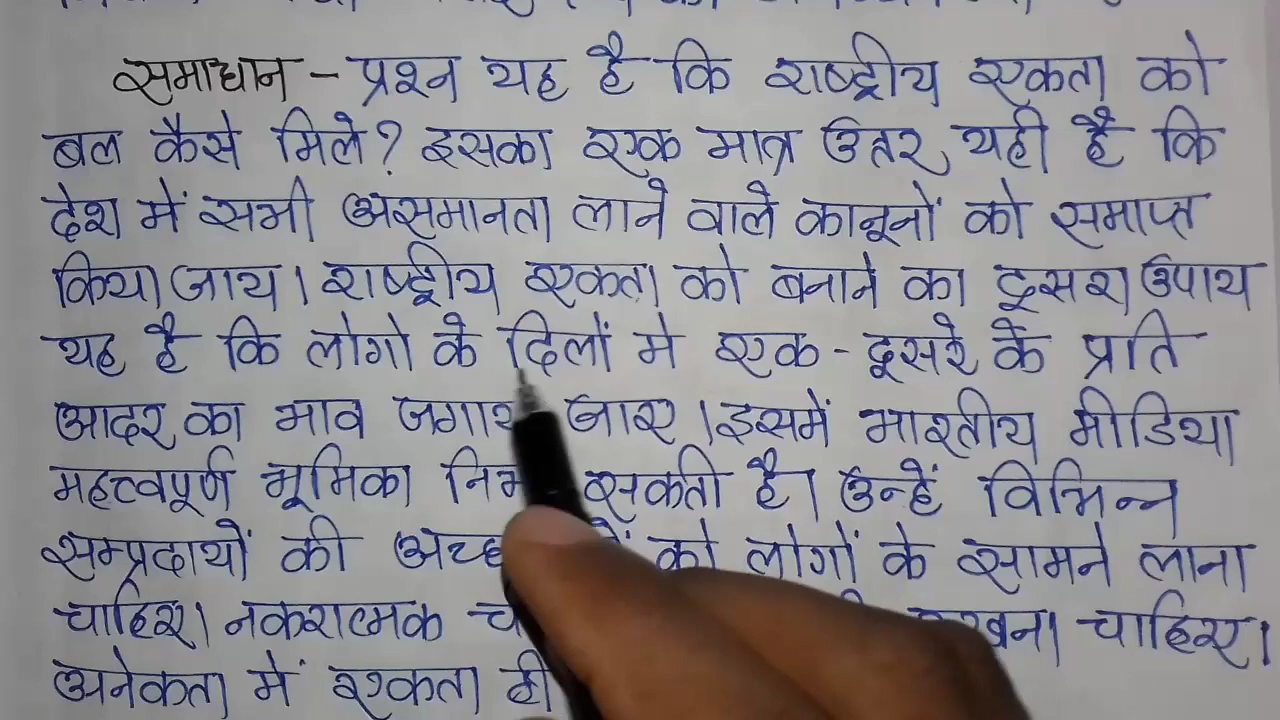 समाधान - प्रश्न यह है कि राष्ट्रीय एकता को
बल कैसे मिले? इसका एक मात्र उत्तर यही है कि
देश में सभी असमानता लाने वाले कानूनों को समाप्त
किया जाय। राष्ट्रीय एकता को बनाने का दूसरा उपाय
यह है कि लोगो के दिलों मे एक - दूसरे के प्रति
आदर का भाव जगाए जाए। इसमें भारतीय मीडिया
महत्वपूर्ण भूमिका सकती है। उन्हें विभिन्न
सम्प्रदायों की को लोगों के सामने लाना
चाहिए। नकरात्मक चाहिए।
अनेकता में एकता ही